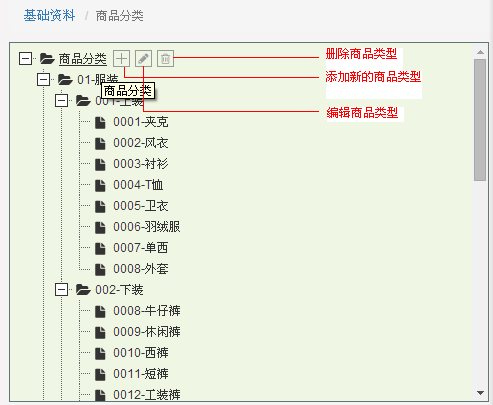 基础资料 / 商品分类
商品分类 删除商品类型
01-服装 添加新的商品类型
商品分类
001-上装 编辑商品类型
0001-夹克
0002-风衣
0003-衬衫
0004-T恤
0005-卫衣
0006-羽绒服
0007-单西
0008-外套
002-下装
0008-牛仔裤
0009-休闲裤
0010-西裤
0011-短裤
0012-工装裤